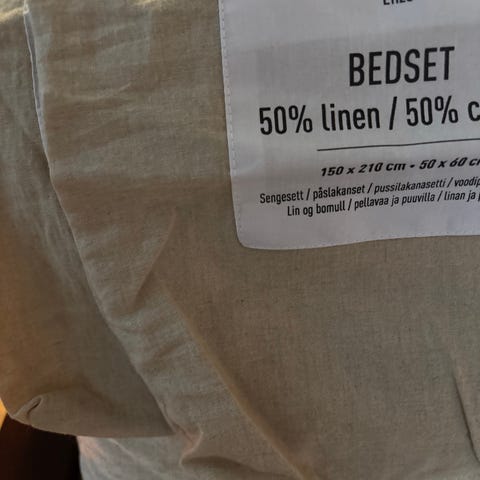 BEDSET
50% linen / 50% c
150 x 210 cm - 50 x 60 c
Sengesett / påslakanset / pussilakanasetti / voodip
Lin og bomull / pellavaa ja puuvilla / linan ja p